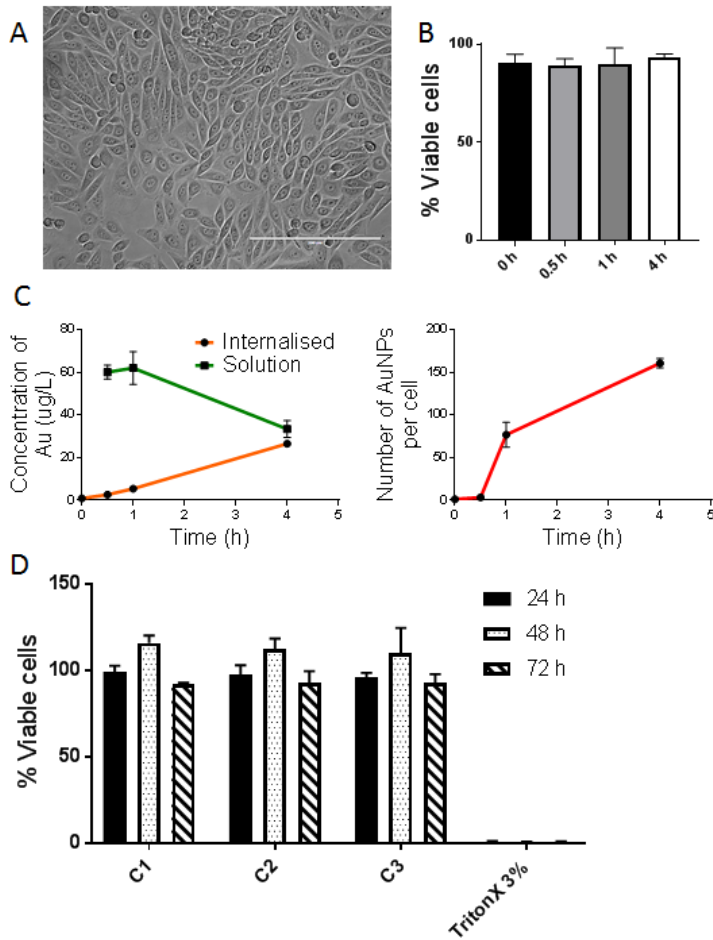 A
B
% Viable cells
100
50
0
0 h
0.5 h
1 h
4 h
C
Concentration of
Au (ug/L)
80
60
40
20
0
0
1
2
3
4
5
Time (h)
Internalised
Solution
Number of AuNPs
per cell
200
150
100
50
0
0
1
2
3
4
5
Time (h)
D
% Viable cells
150
100
50
0
C1
C2
C3
TritonX 3%
24 h
48 h
72 h